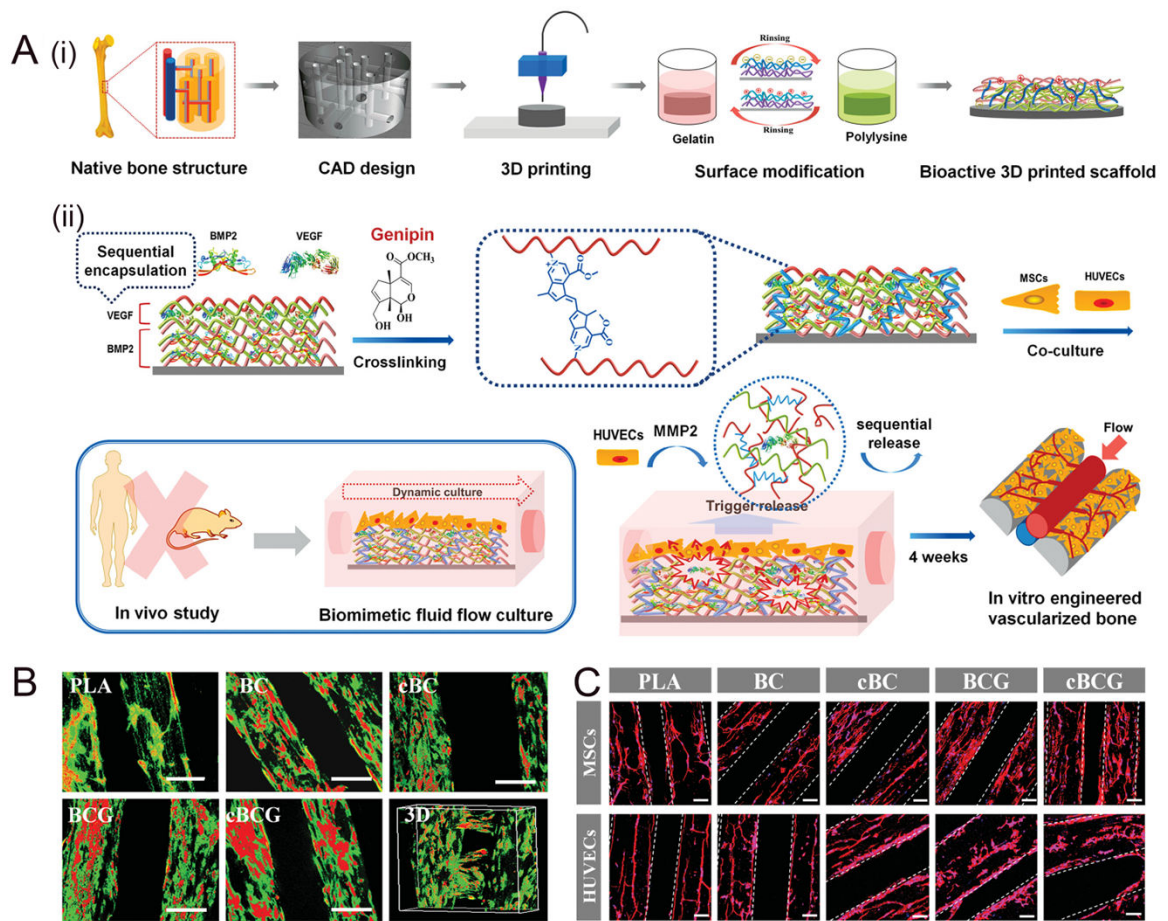 A
(i)
Native bone structure
CAD design
3D printing
Rinsing
Rinsing
Gelatin
Polylysine
Surface modification
Bioactive 3D printed scaffold
(ii)
Sequential
encapsulation
BMP2
VEGF
VEGF
BMP2
Genipin
O
OCH₃
O
OH
OH
Crosslinking
MSCs
HUVECs
Co-culture
In vivo study
Dynamic culture
Biomimetic fluid flow culture
HUVECs
MMP2
sequential
release
Trigger release
4 weeks
Flow
In vitro engineered
vascularized bone
B
PLA
BC
cBC
BCG
cBCG
3D
C
PLA
BC
cBC
BCG
cBCG
MSCs
HUVECs